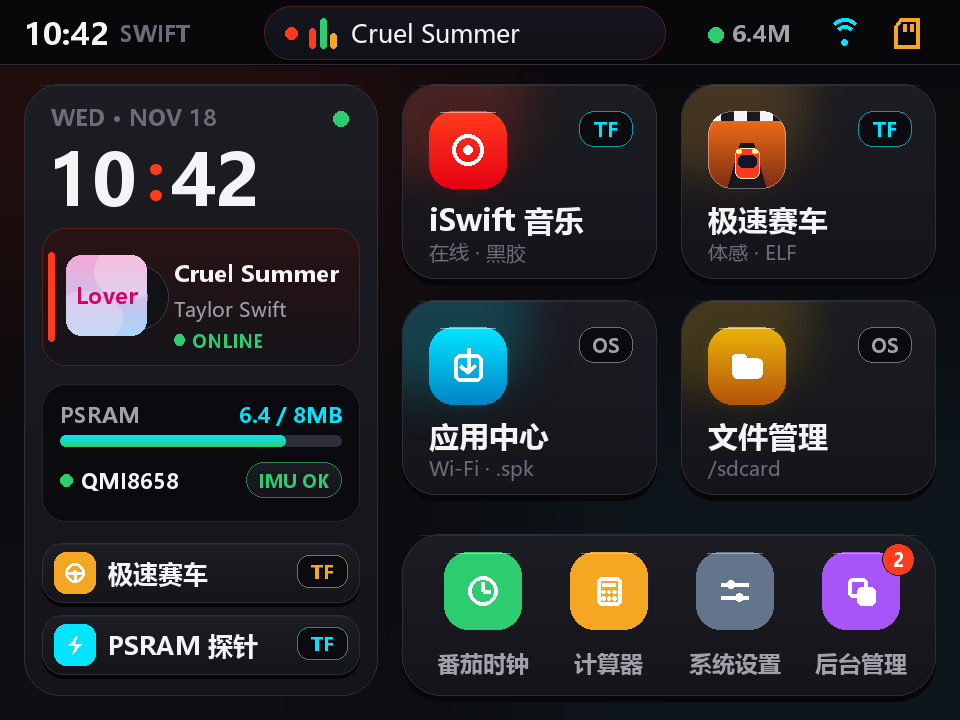 10:42 SWIFT
Cruel Summer
6.4M
WED • NOV 18
10:42
Lover
Cruel Summer
Taylor Swift
ONLINE
PSRAM 6.4 / 8MB
QMI8658 IMU OK
极速赛车 TF
PSRAM 探针 TF
TF
iSwift 音乐
在线 · 黑胶
TF
极速赛车
体感 · ELF
OS
应用中心
Wi-Fi · .spk
OS
文件管理
/sdcard
番茄时钟
计算器
系统设置
2
后台管理